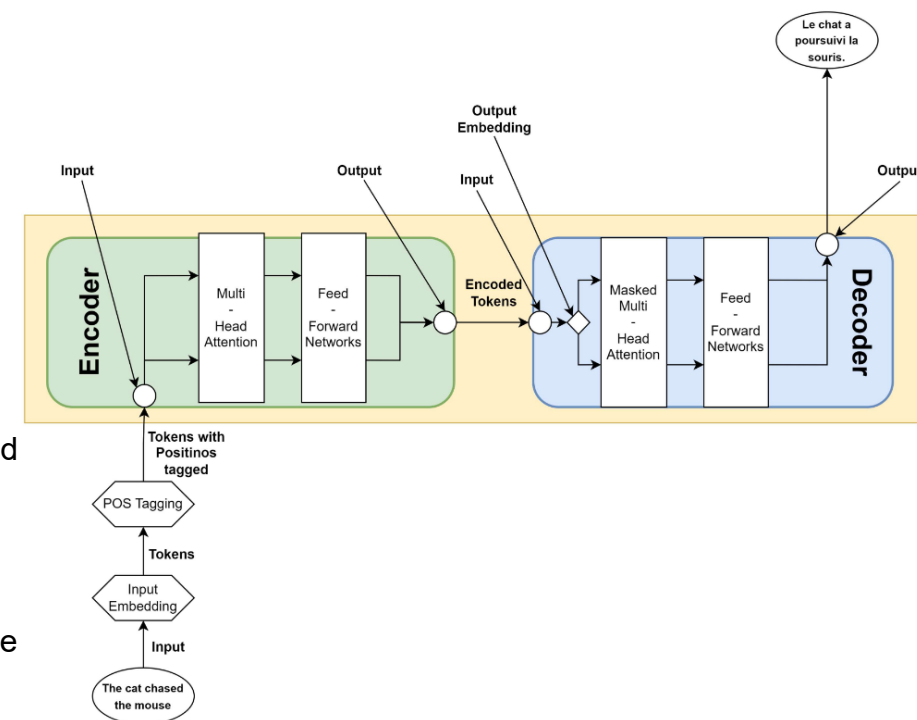 Le chat a
poursuivi la
souris.
Output
Embedding
Input
Output
Input
Outpu
Encoder
Multi
-
Head
Attention
Feed
-
Forward
Networks
Encoded
Tokens
Masked
Multi
-
Head
Attention
Feed
-
Forward
Networks
Decoder
d
Tokens with
Positinos
tagged
POS Tagging
Tokens
Input
Embedding
e
Input
The cat chased
the mouse